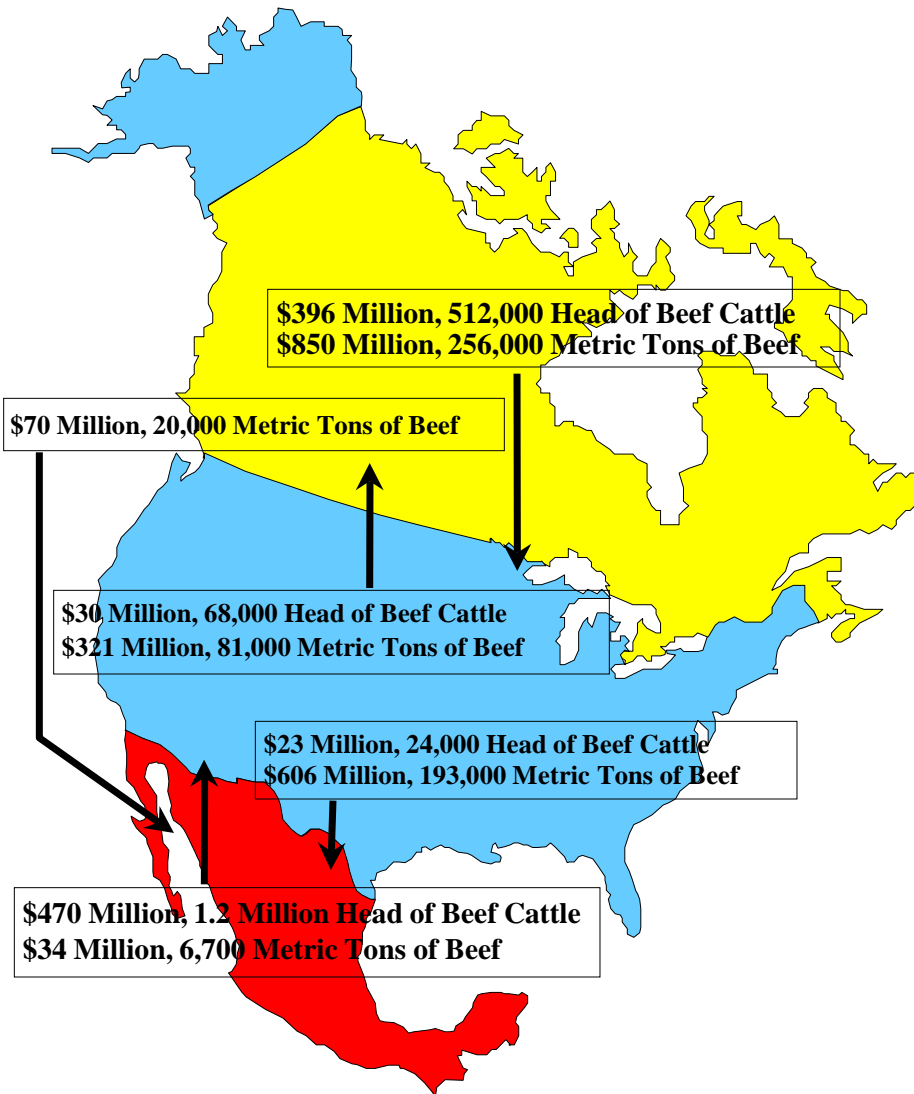 $396 Million, 512,000 Head of Beef Cattle
$850 Million, 256,000 Metric Tons of Beef
$70 Million, 20,000 Metric Tons of Beef
$30 Million, 68,000 Head of Beef Cattle
$321 Million, 81,000 Metric Tons of Beef
$23 Million, 24,000 Head of Beef Cattle
$606 Million, 193,000 Metric Tons of Beef
$470 Million, 1.2 Million Head of Beef Cattle
$34 Million, 6,700 Metric Tons of Beef